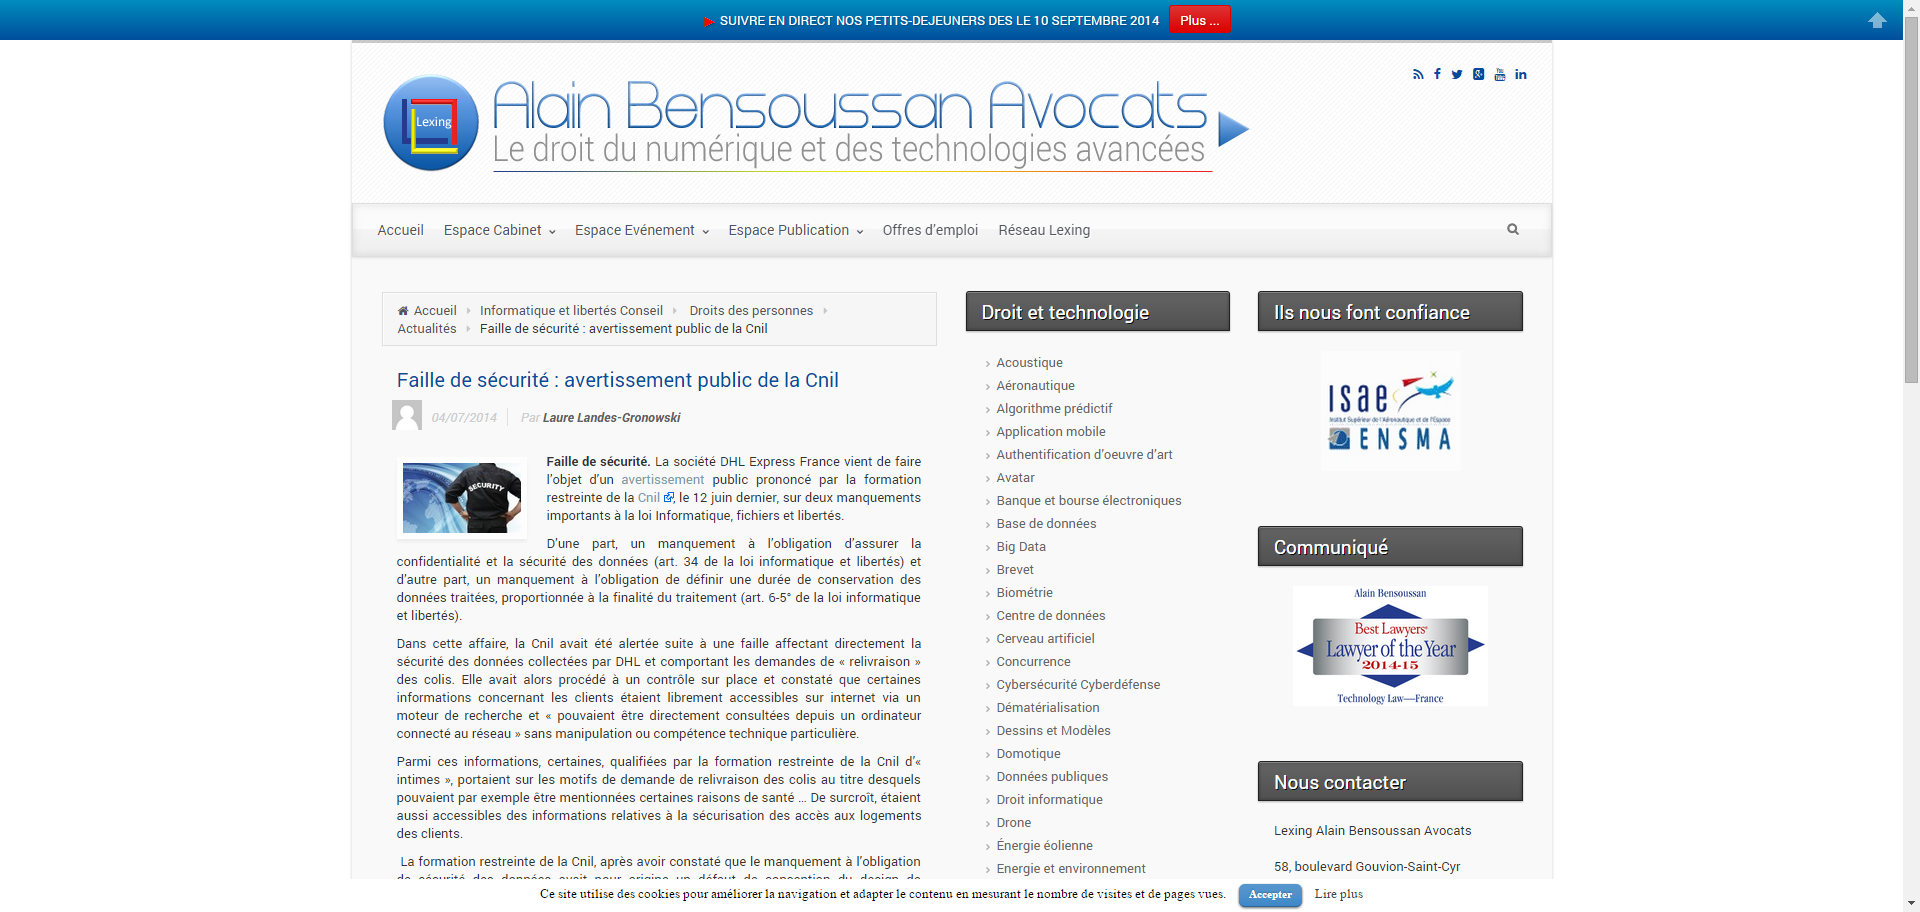 SUIVRE EN DIRECT NOS PETITS-DEJEUNERS DES LE 10 SEPTEMBRE 2014 Plus ...
Lexing
Alain Bensoussan Avocats
Le droit du numérique et des technologies avancées
Accueil Espace Cabinet Espace Evénement Espace Publication Offres d'emploi Réseau Lexing
Accueil Informatique et libertés Conseil Droits des personnes
Actualités Faille de sécurité : avertissement public de la Cnil
Faille de sécurité : avertissement public de la Cnil
04/07/2014 Par Laure Landes-Gronowski
SECURITY
Faille de sécurité. La société DHL Express France vient de faire
l'objet d'un avertissement public prononcé par la formation
restreinte de la Cnil , le 12 juin dernier, sur deux manquements
importants à la loi Informatique, fichiers et libertés.
D'une part, un manquement à l'obligation d'assurer la
confidentialité et la sécurité des données (art. 34 de la loi informatique et libertés) et
d'autre part, un manquement à l'obligation de définir une durée de conservation des
données traitées, proportionnée à la finalité du traitement (art. 6-5° de la loi informatique
et libertés).
Dans cette affaire, la Cnil avait été alertée suite à une faille affectant directement la
sécurité des données collectées par DHL et comportant les demandes de « relivraison »
des colis. Elle avait alors procédé à un contrôle sur place et constaté que certaines
informations concernant les clients étaient librement accessibles sur internet via un
moteur de recherche et « pouvaient être directement consultées depuis un ordinateur
connecté au réseau » sans manipulation ou compétence technique particulière.
Parmi ces informations, certaines, qualifiées par la formation restreinte de la Cnil d'«
intimes », portaient sur les motifs de demande de relivraison des colis au titre desquels
pouvaient par exemple être mentionnées certaines raisons de santé ... De surcroît, étaient
aussi accessibles des informations relatives à la sécurisation des accès aux logements
des clients.
La formation restreinte de la Cnil, après avoir constaté que le manquement à l'obligation
de sécurité des données avait pour origine un défaut de conception du design de
Droit et technologie
Acoustique
Aéronautique
Algorithme prédictif
Application mobile
Authentification d'oeuvre d'art
Avatar
Banque et bourse électroniques
Base de données
Big Data
Brevet
Biométrie
Centre de données
Cerveau artificiel
Concurrence
Cybersécurité Cyberdéfense
Dématérialisation
Dessins et Modèles
Domotique
Données publiques
Droit informatique
Drone
Énergie éolienne
Energie et environnement
Ils nous font confiance
isae
Institut Supérieur de l'Aéronautique et de l'Espace
ENSMA
Communiqué
Alain Bensoussan
Best Lawyers®
Lawyer of the Year
2014-15
Technology Law—France
Nous contacter
Lexing Alain Bensoussan Avocats
58, boulevard Gouvion-Saint-Cyr
Ce site utilise des cookies pour améliorer la navigation et adapter le contenu en mesurant le nombre de visites et de pages vues. Accepter Lire plus